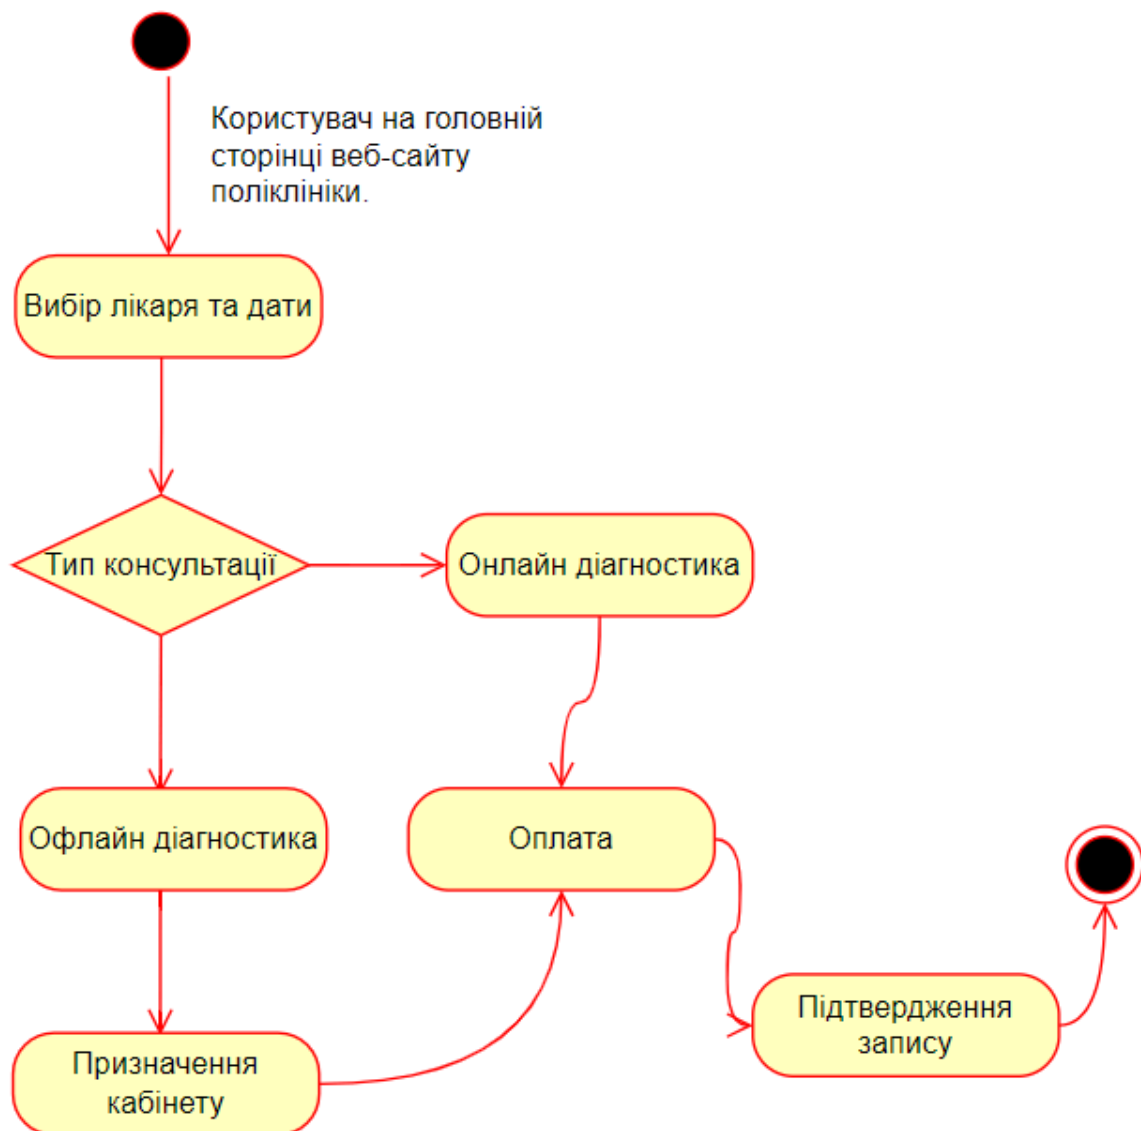 Користувач на головній
сторінці веб-сайту
поліклініки.
Вибір лікаря та дати
Тип консультації
Онлайн діагностика
Офлайн діагностика
Оплата
Призначення
кабінету
Підтвердження
запису